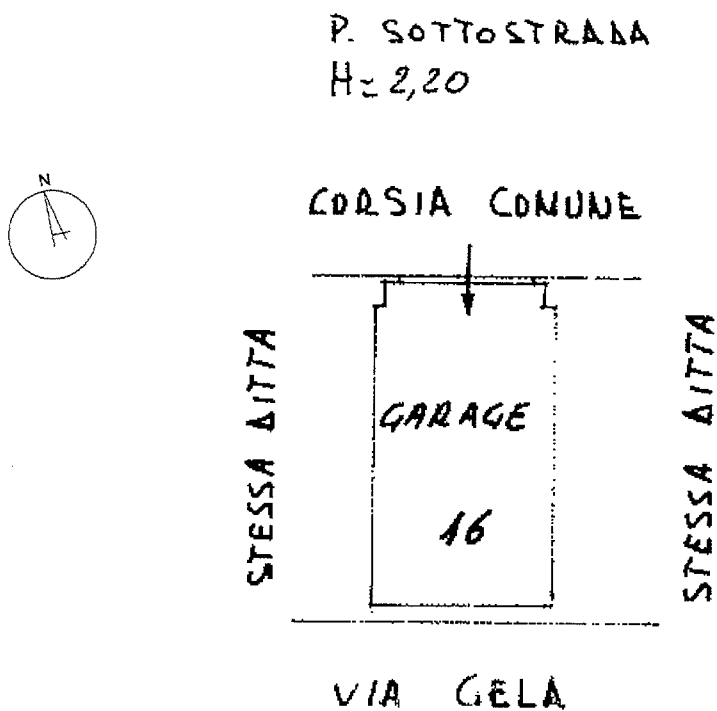 P. SOTTOSTRADA
H= 2,20
N
CORSIA COMUNE
STESSA DITTA
GARAGE
16
STESSA DITTA
VIA GELA